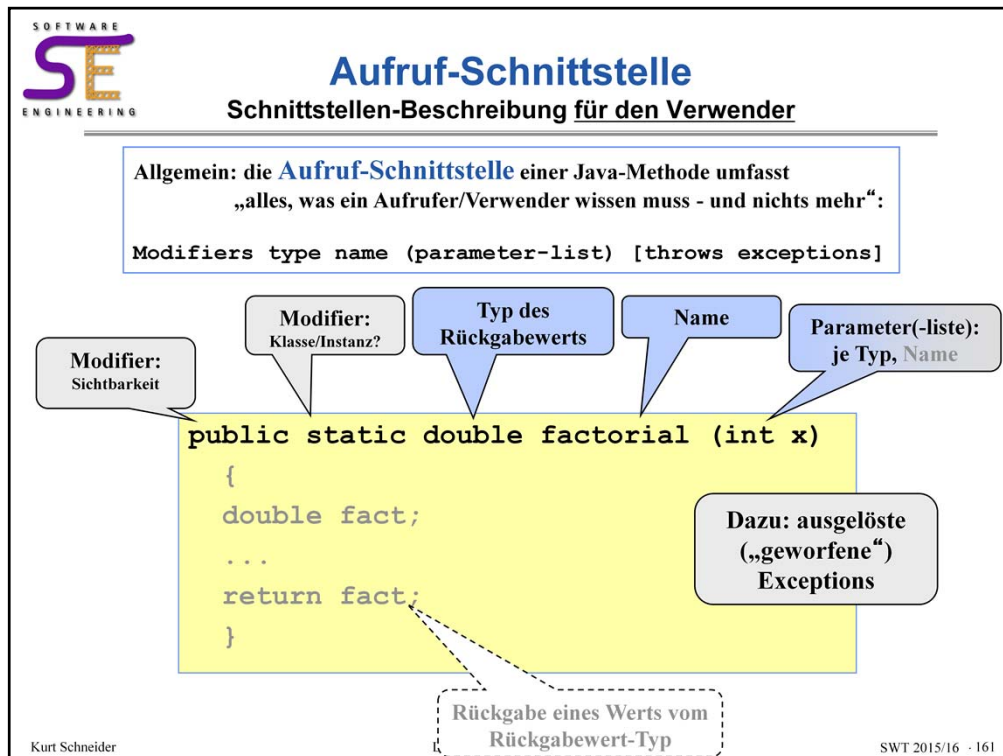 SOFTWARE
SE
ENGINEERING
Aufruf-Schnittstelle
Schnittstellen-Beschreibung für den Verwender
Allgemein: die Aufruf-Schnittstelle einer Java-Methode umfasst
„alles, was ein Aufrufer/Verwender wissen muss - und nichts mehr“:
Modifiers type name (parameter-list) [throws exceptions]
Modifier:
Sichtbarkeit
Modifier:
Klasse/Instanz?
Typ des
Rückgabewerts
Name
Parameter(-liste):
je Typ, Name
public static double factorial (int x)
{
double fact;
...
return fact;
}
Dazu: ausgelöste
(„geworfene“)
Exceptions
Rückgabe eines Werts vom
Rückgabewert-Typ
Kurt Schneider
SWT 2015/16 - 161